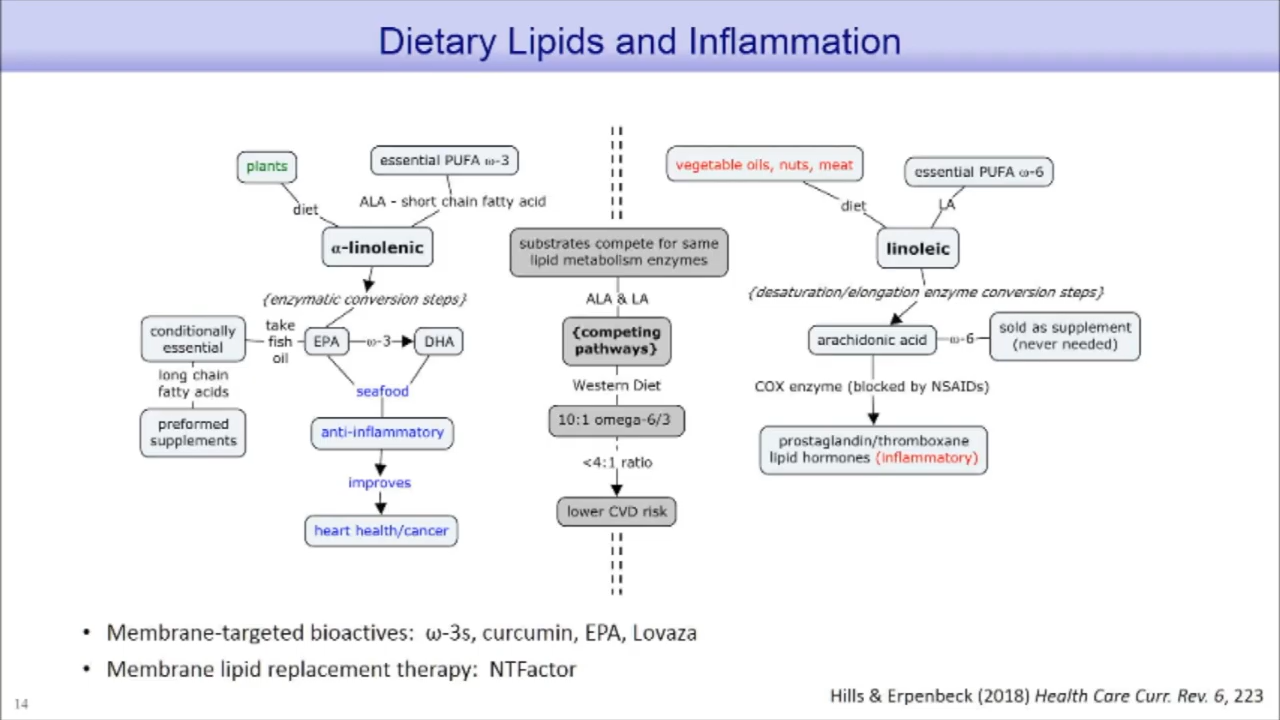 Dietary Lipids and Inflammation
plants
essential PUFA ω-3
diet
ALA - short chain fatty acid
α-linolenic
{enzymatic conversion steps}
conditionally
essential
take
fish
oil
EPA
ω-3
DHA
long chain
fatty acids
preformed
supplements
seafood
anti-inflammatory
improves
heart health/cancer
substrates compete for same
lipid metabolism enzymes
ALA & LA
{competing
pathways}
Western Diet
10:1 omega-6/3
<4:1 ratio
lower CVD risk
vegetable oils, nuts, meat
essential PUFA ω-6
diet
LA
linoleic
{desaturation/elongation enzyme conversion steps}
arachidonic acid
ω-6
sold as supplement
(never needed)
COX enzyme (blocked by NSAIDs)
prostaglandin/thromboxane
lipid hormones (inflammatory)
• Membrane-targeted bioactives: ω-3s, curcumin, EPA, Lovaza
• Membrane lipid replacement therapy: NTFactor
Hills & Erpenbeck (2018) Health Care Curr. Rev. 6, 223
14